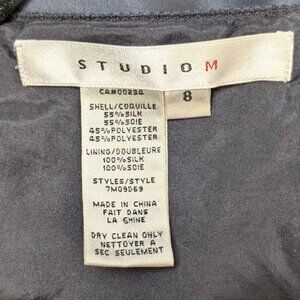 STUDIO M
8
CA#00234
SHELL/COQUILLE
55%SILK
55%SOIE
45%POLYESTER
45%POLYESTER
LINING/DOUBLEURE
100%SILK
100%SOIE
STYLES/STYLE
7M09D69
MADE IN CHINA
FAIT DANS
LA CHINE
DRY CLEAN ONLY
NETTOYER A
SEC SEULEMENT